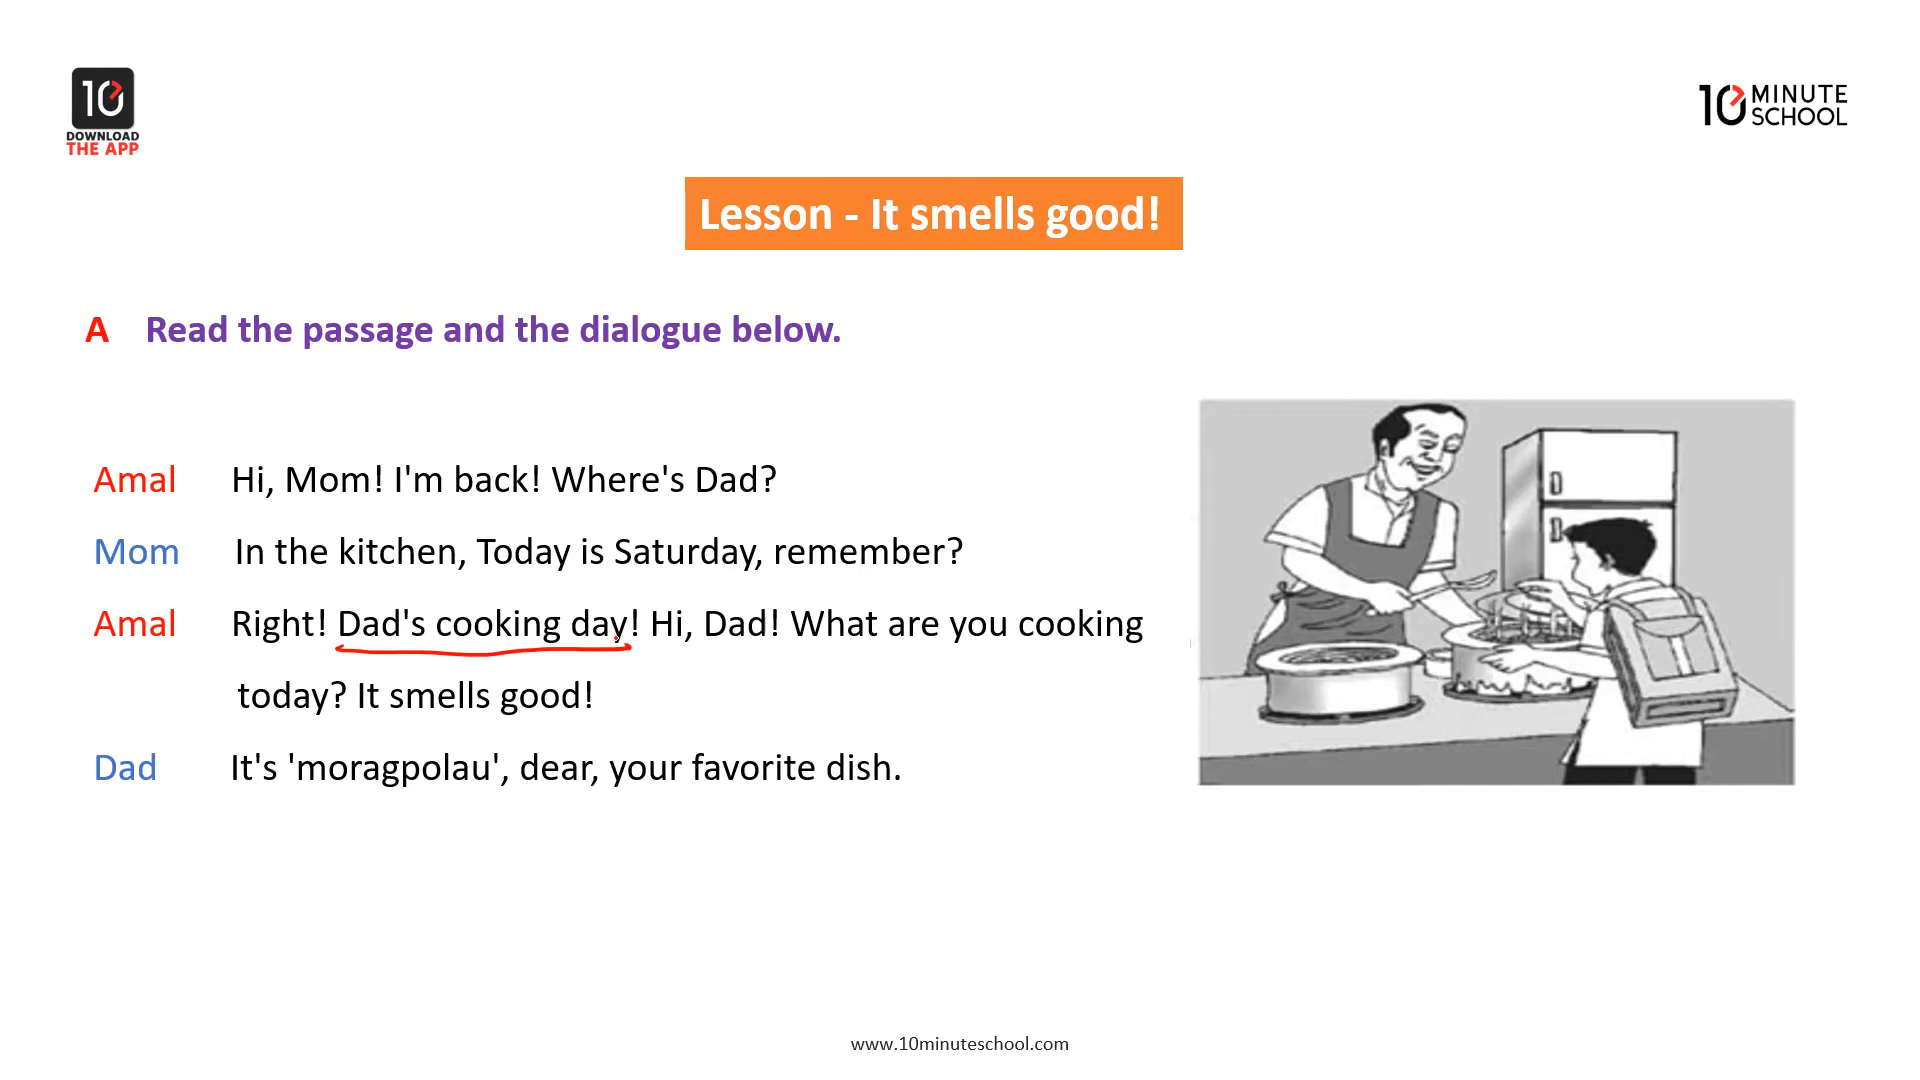 10
DOWNLOAD
THE APP
10 MINUTE
SCHOOL
Lesson - It smells good!
A Read the passage and the dialogue below.
Amal Hi, Mom! I'm back! Where's Dad?
Mom In the kitchen, Today is Saturday, remember?
Amal Right! Dad's cooking day! Hi, Dad! What are you cooking
today? It smells good!
Dad It's 'moragpolau', dear, your favorite dish.
www.10minuteschool.com